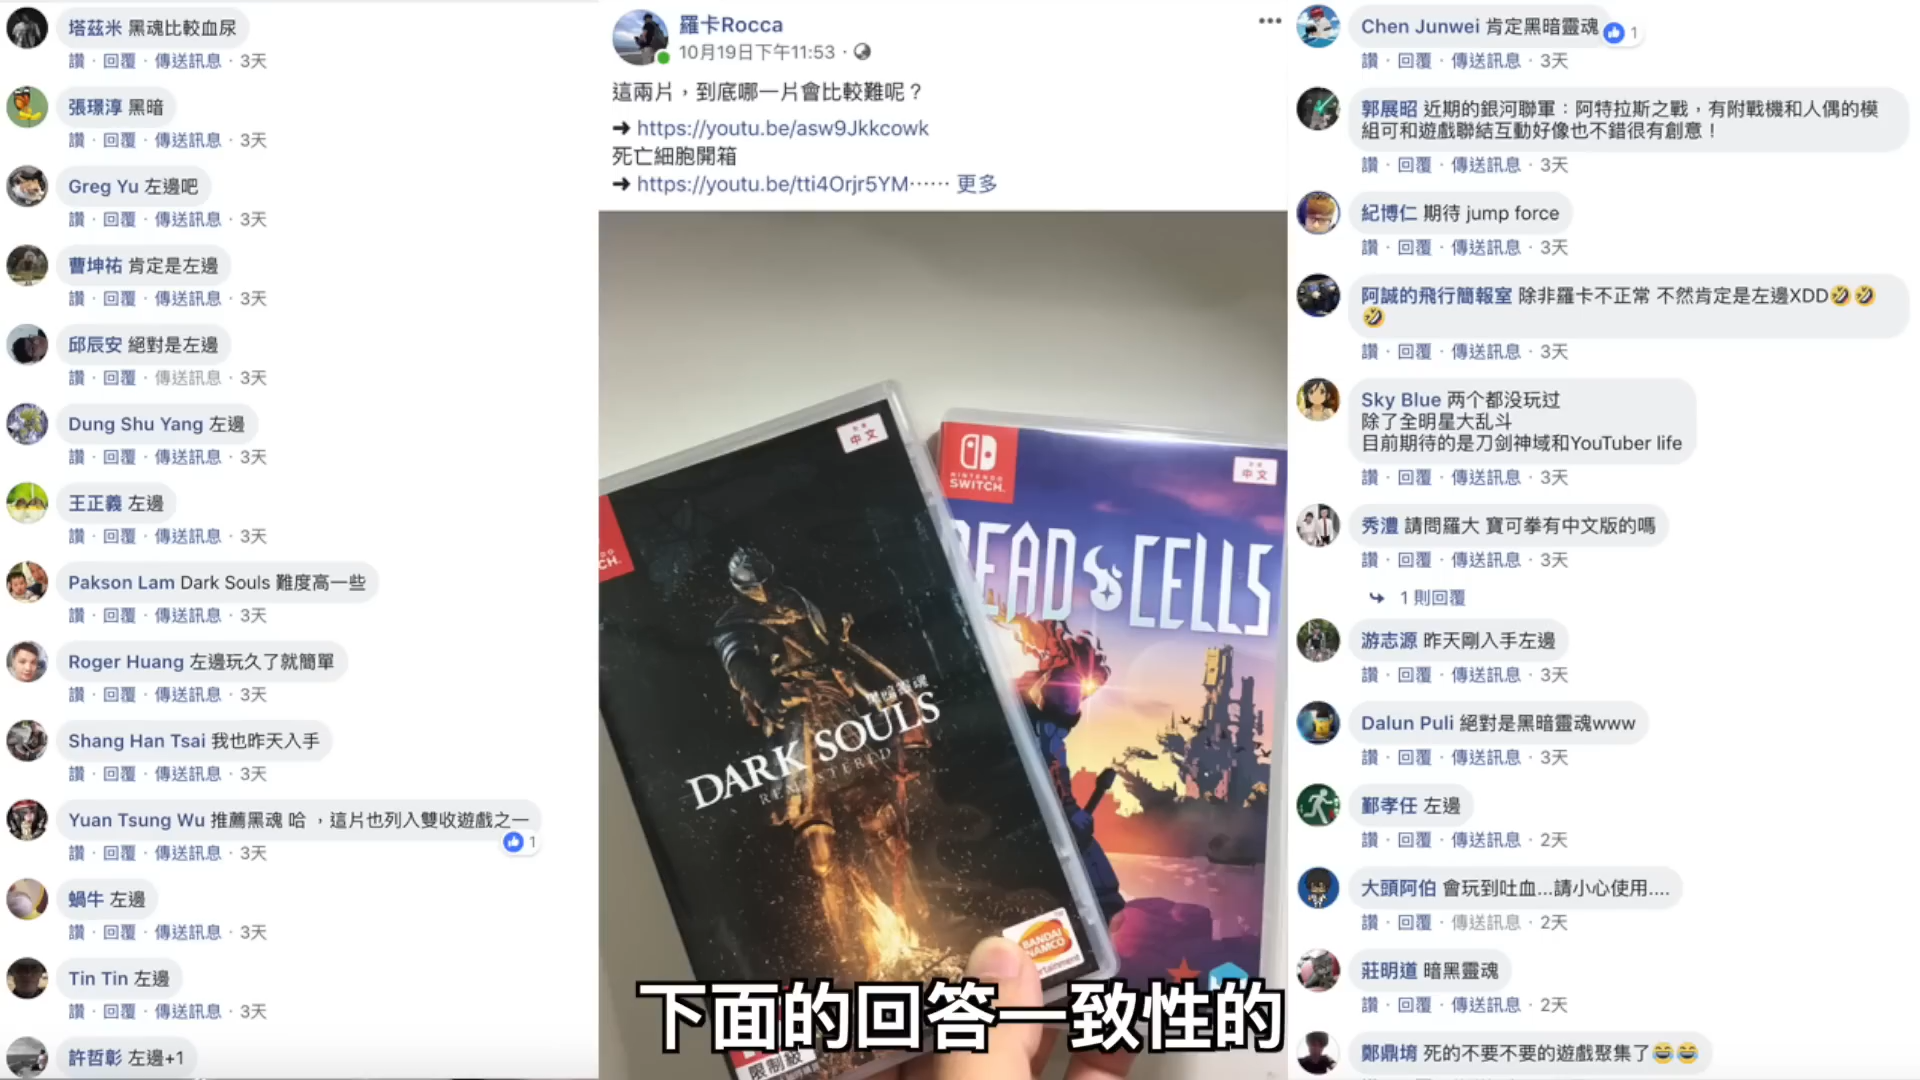 塔茲米 黑魂比較血尿
讚 · 回覆 · 傳送訊息 · 3天
張璟淳 黑暗
讚 · 回覆 · 傳送訊息 · 3天
Greg Yu 左邊吧
讚 · 回覆 · 傳送訊息 · 3天
曹坤祐 肯定是左邊
讚 · 回覆 · 傳送訊息 · 3天
邱辰安 絕對是左邊
讚 · 回覆 · 傳送訊息 · 3天
Dung Shu Yang 左邊
讚 · 回覆 · 傳送訊息 · 3天
王正義 左邊
讚 · 回覆 · 傳送訊息 · 3天
Pakson Lam Dark Souls 難度高一些
讚 · 回覆 · 傳送訊息 · 3天
Roger Huang 左邊玩久了就簡單
讚 · 回覆 · 傳送訊息 · 3天
Shang Han Tsai 我也昨天入手
讚 · 回覆 · 傳送訊息 · 3天
Yuan Tsung Wu 推薦黑魂 哈 ，這片也列入雙收遊戲之一
1
讚 · 回覆 · 傳送訊息 · 3天
蝸牛 左邊
讚 · 回覆 · 傳送訊息 · 3天
Tin Tin 左邊
讚 · 回覆 · 傳送訊息 · 3天
許哲彰 左邊+1
羅卡Rocca
10月19日下午11:53 ·
這兩片，到底哪一片會比較難呢？
➜ https://youtu.be/asw9Jkkcowk
死亡細胞開箱
➜ https://youtu.be/tti4Orjr5YM⋯⋯ 更多
中文
NINTENDO
SWITCH.
中文
DEAD CELLS
黑暗靈魂
DARK SOULS
REMASTERED
BANDAI
NAMCO
Entertainment
限制級
下面的回答一致性的
Chen Junwei 肯定黑暗靈魂
1
讚 · 回覆 · 傳送訊息 · 3天
郭展昭 近期的銀河聯軍：阿特拉斯之戰，有附戰機和人偶的模
組可和遊戲聯結互動好像也不錯很有創意！
讚 · 回覆 · 傳送訊息 · 3天
紀博仁 期待 jump force
讚 · 回覆 · 傳送訊息 · 3天
阿誠的飛行簡報室 除非羅卡不正常 不然肯定是左邊XDD🤣🤣
🤣
讚 · 回覆 · 傳送訊息 · 3天
Sky Blue 两个都没玩过
除了全明星大乱斗
目前期待的是刀剑神域和YouTuber life
讚 · 回覆 · 傳送訊息 · 3天
秀澧 請問羅大 寶可拳有中文版的嗎
讚 · 回覆 · 傳送訊息 · 3天
1 則回覆
游志源 昨天剛入手左邊
讚 · 回覆 · 傳送訊息 · 3天
Dalun Puli 絕對是黑暗靈魂www
讚 · 回覆 · 傳送訊息 · 3天
鄞孝任 左邊
讚 · 回覆 · 傳送訊息 · 2天
大頭阿伯 會玩到吐血...請小心使用....
讚 · 回覆 · 傳送訊息 · 2天
莊明道 暗黑靈魂
讚 · 回覆 · 傳送訊息 · 2天
鄭鼎堉 死的不要不要的遊戲聚集了😂😂